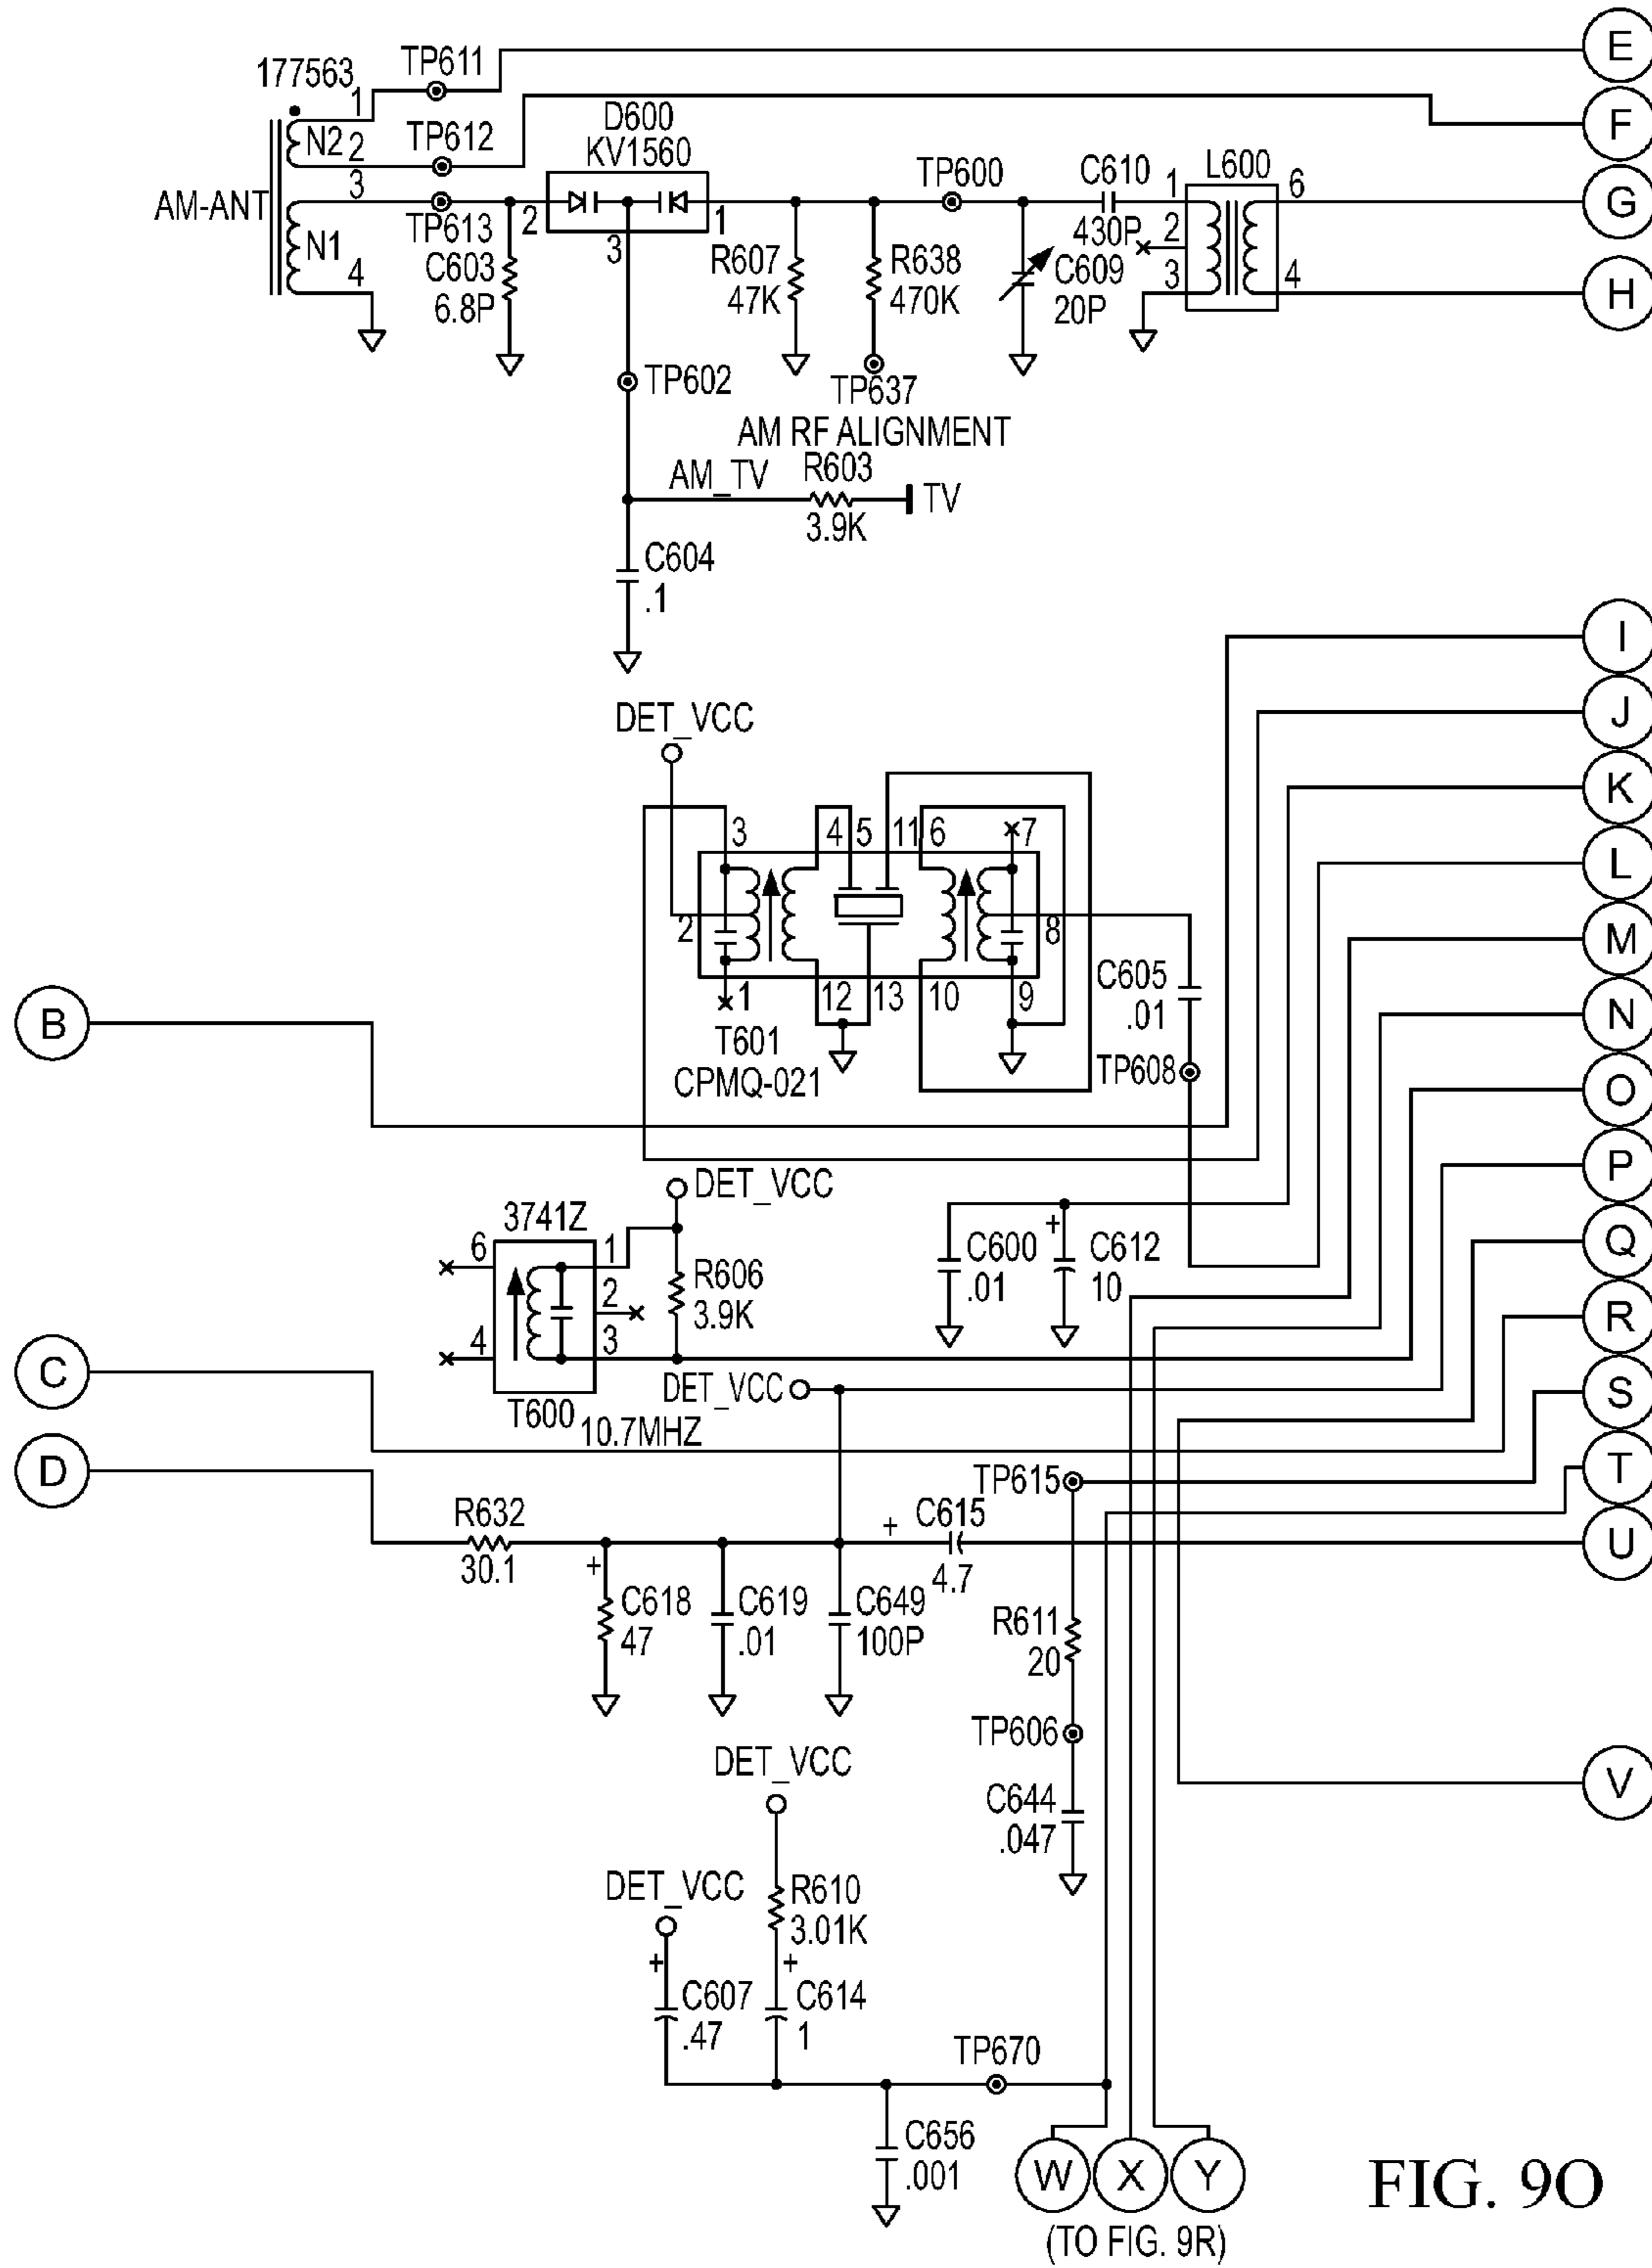 E
TP611
177563
1
F
D600
KV1560
N2
2
TP612
L600
C610
TP600
1
6
G
3
AM-ANT
2
1
TP613
430P
2
N1
C603
3
R607
R638
C609
4
6.8P
47K
470K
20P
3
4
H
TP602
TP637
AM RF ALIGNMENT
AM_TV
R603
TV
3.9K
C604
.1
I
DET_VCC
J
K
3
4
5
11
6
7
L
2
8
M
C605
1
12
13
10
9
.01
N
B
T601
TP608
CPMQ-021
O
P
DET_VCC
3741Z
6
1
+
C600
C612
Q
2
R606
.01
10
3.9K
R
4
3
C
DET_VCC
S
T600
10.7MHZ
D
TP615
T
R632
+
C615
U
30.1
+
4.7
C618
C619
C649
47
.01
100P
R611
20
TP606
DET_VCC
V
C644
.047
DET_VCC
R610
3.01K
+
+
C607
C614
.47
1
TP670
C656
.001
W
X
Y
FIG. 9O
(TO FIG. 9R)